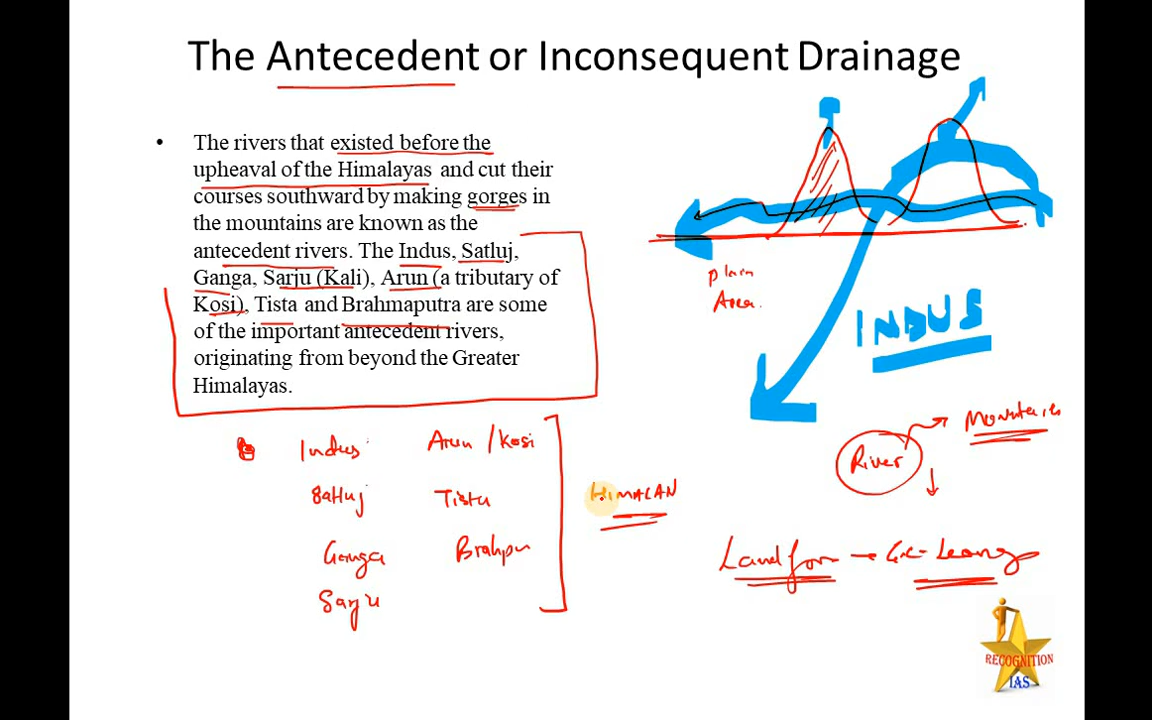 The Antecedent or Inconsequent Drainage
• The rivers that existed before the
upheaval of the Himalayas and cut their
courses southward by making gorges in
the mountains are known as the
antecedent rivers. The Indus, Satluj,
Ganga, Sarju (Kali), Arun (a tributary of
Kosi), Tista and Brahmaputra are some
of the important antecedent rivers,
originating from beyond the Greater
Himalayas.
plain
Area.
INDUS
Indus Arun / Kosi
Satluj Tista
Ganga
Sarju
HIMALAN
River
Landform
RECOGNITION
IAS